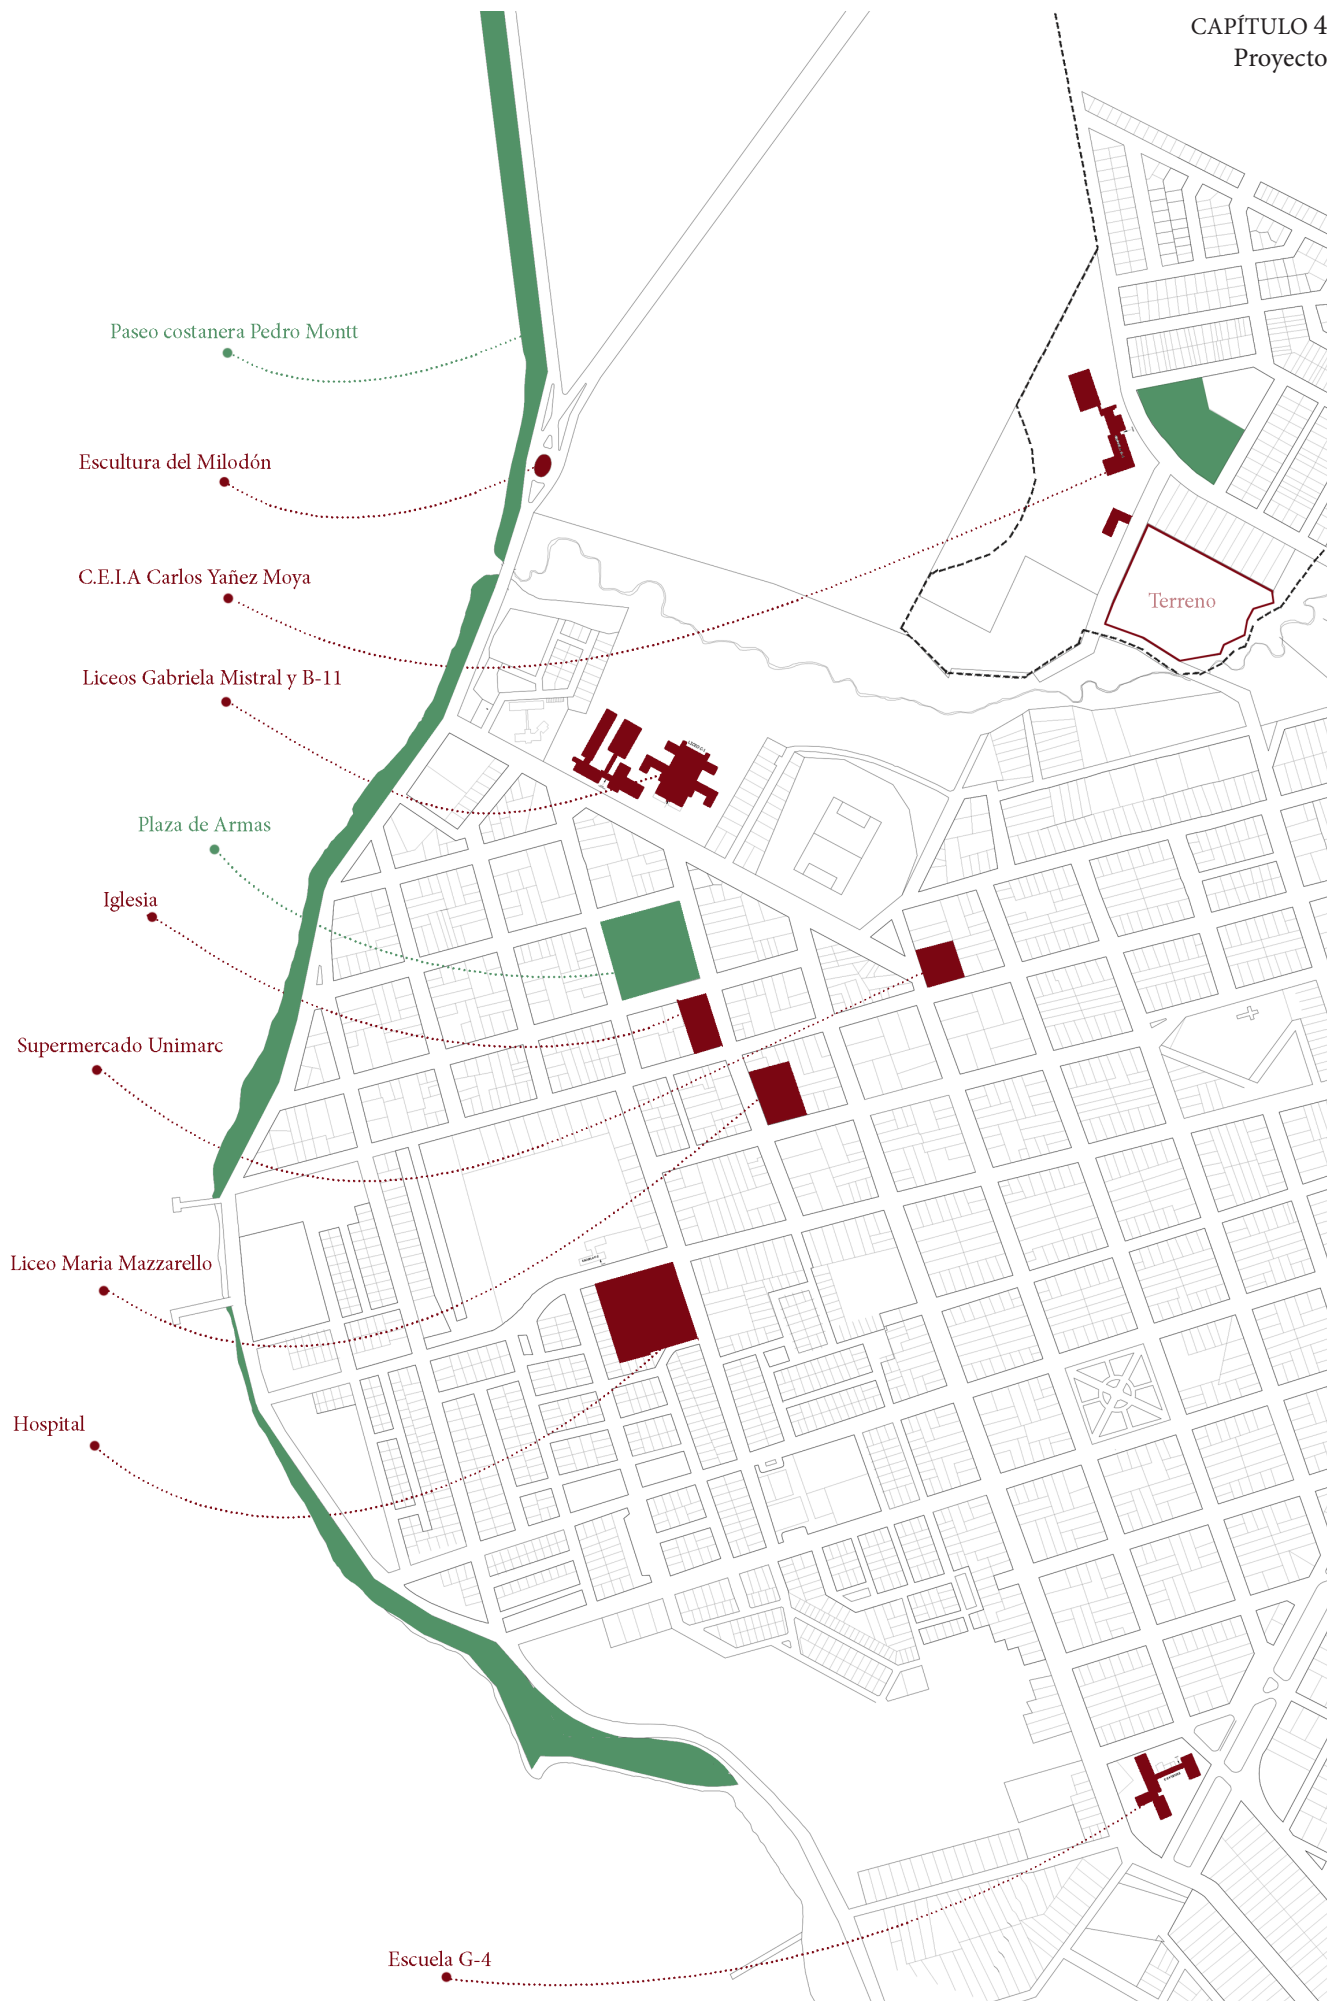 CAPÍTULO 4
Proyecto
Paseo costanera Pedro Montt
Escultura del Milodón
C.E.I.A Carlos Yañez Moya
Terreno
Liceos Gabriela Mistral y B-11
Plaza de Armas
Iglesia
Supermercado Unimarc
Liceo Maria Mazzarello
Hospital
Escuela G-4